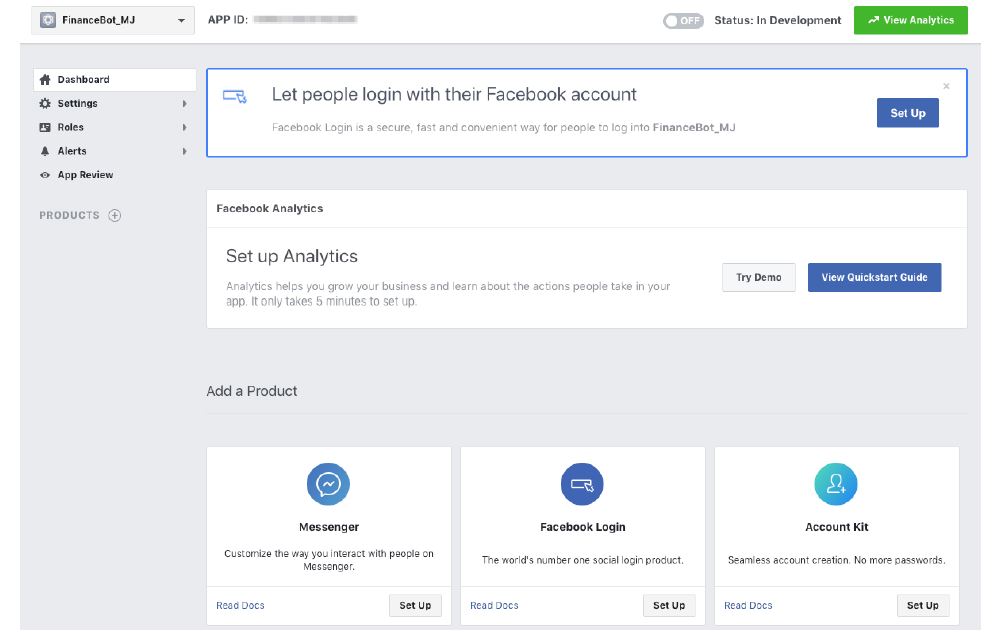 FinanceBot_MJ
APP ID:
OFF
Status: In Development
View Analytics
Dashboard
Settings
Roles
Alerts
App Review
PRODUCTS
Let people login with their Facebook account
Facebook Login is a secure, fast and convenient way for people to log into FinanceBot_MJ
Set Up
Facebook Analytics
Set up Analytics
Analytics helps you grow your business and learn about the actions people take in your
app. It only takes 5 minutes to set up.
Try Demo
View Quickstart Guide
Add a Product
Messenger
Customize the way you interact with people on
Messenger.
Read Docs
Set Up
Facebook Login
The world's number one social login product.
Read Docs
Set Up
Account Kit
Seamless account creation. No more passwords.
Read Docs
Set Up